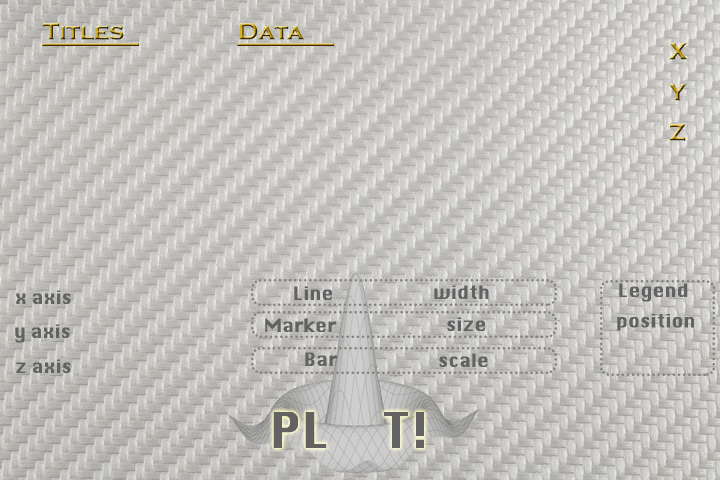 Titles
Data
X
Y
Z
x axis
Line
width
Legend
position
y axis
Marker
size
z axis
Bar
scale
PL T!